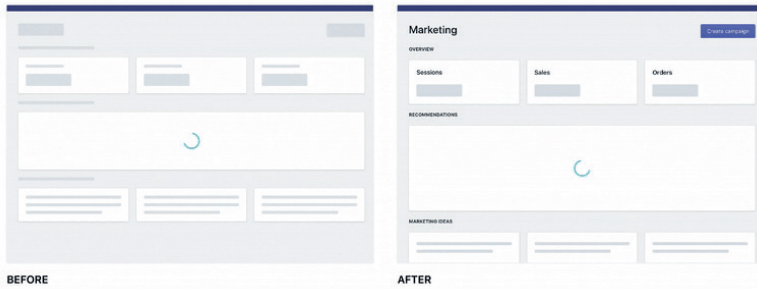 Marketing
Create campaign
OVERVIEW
Sessions
Sales
Orders
RECOMMENDATIONS
MARKETING IDEAS
BEFORE
AFTER